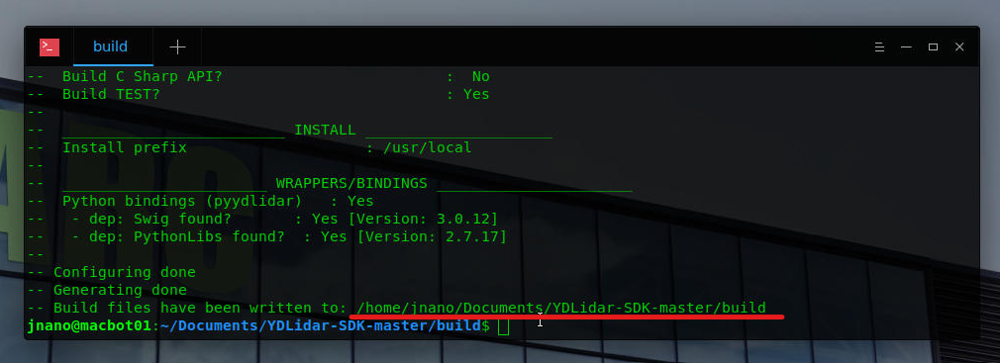 build
-- Build C Sharp API? : No
-- Build TEST? : Yes
--
-- _________________________ INSTALL _____________________
-- Install prefix : /usr/local
--
-- _______________________ WRAPPERS/BINDINGS ______________________
-- Python bindings (pyydlidar) : Yes
-- - dep: Swig found? : Yes [Version: 3.0.12]
-- - dep: PythonLibs found? : Yes [Version: 2.7.17]
--
-- Configuring done
-- Generating done
-- Build files have been written to: /home/jnano/Documents/YDLidar-SDK-master/build
jnano@macbot01:~/Documents/YDLidar-SDK-master/build$